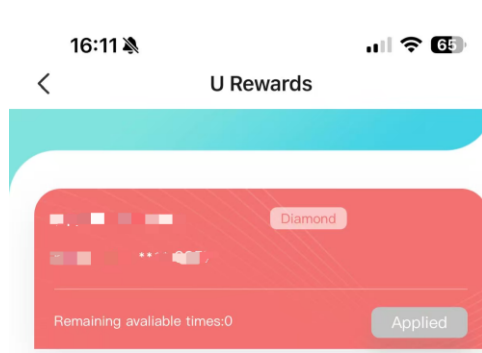 16:11
65
U Rewards
Diamond
Remaining avaliable times:0
Applied